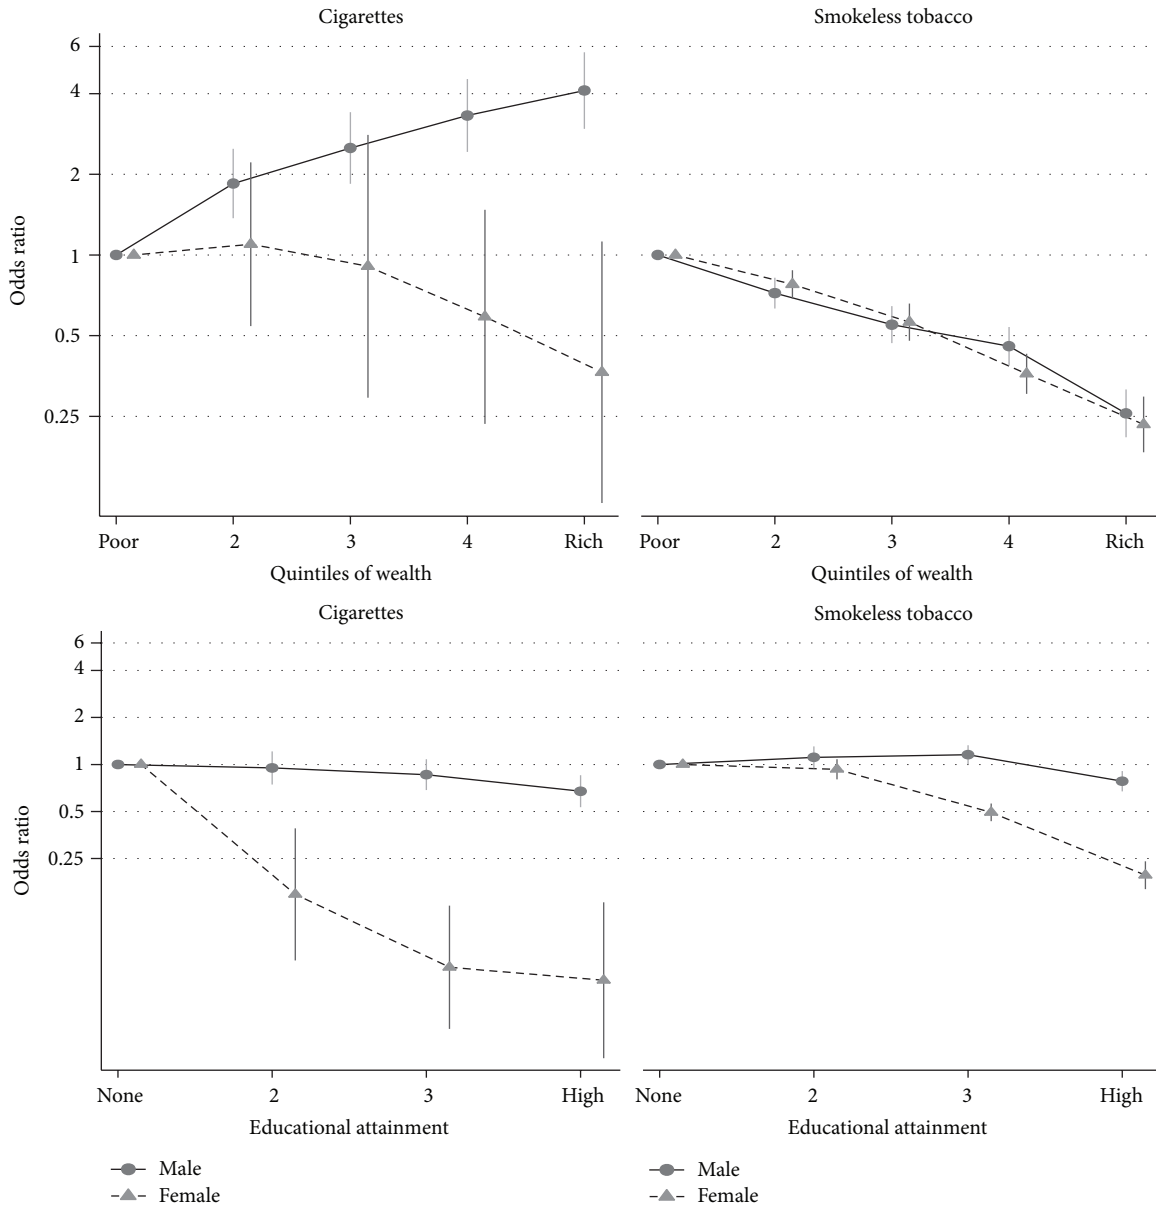 Cigarettes
Smokeless tobacco
6
4
2
1
0.5
0.25
Odds ratio
Poor 2 3 4 Rich
Poor 2 3 4 Rich
Quintiles of wealth
Quintiles of wealth
Cigarettes
Smokeless tobacco
6
4
2
1
0.5
0.25
Odds ratio
None 2 3 High
None 2 3 High
Educational attainment
Educational attainment
Male
Female
Male
Female